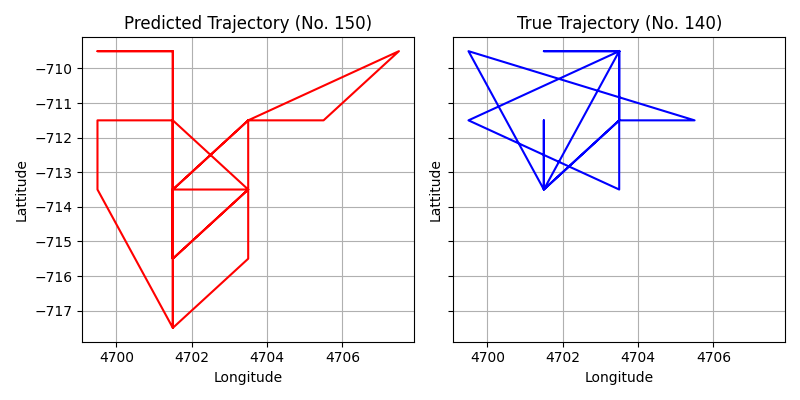 Predicted Trajectory (No. 150)
True Trajectory (No. 140)
−710
−711
−712
−713
−714
−715
−716
−717
Lattitude
Lattitude
4700 4702 4704 4706
4700 4702 4704 4706
Longitude
Longitude